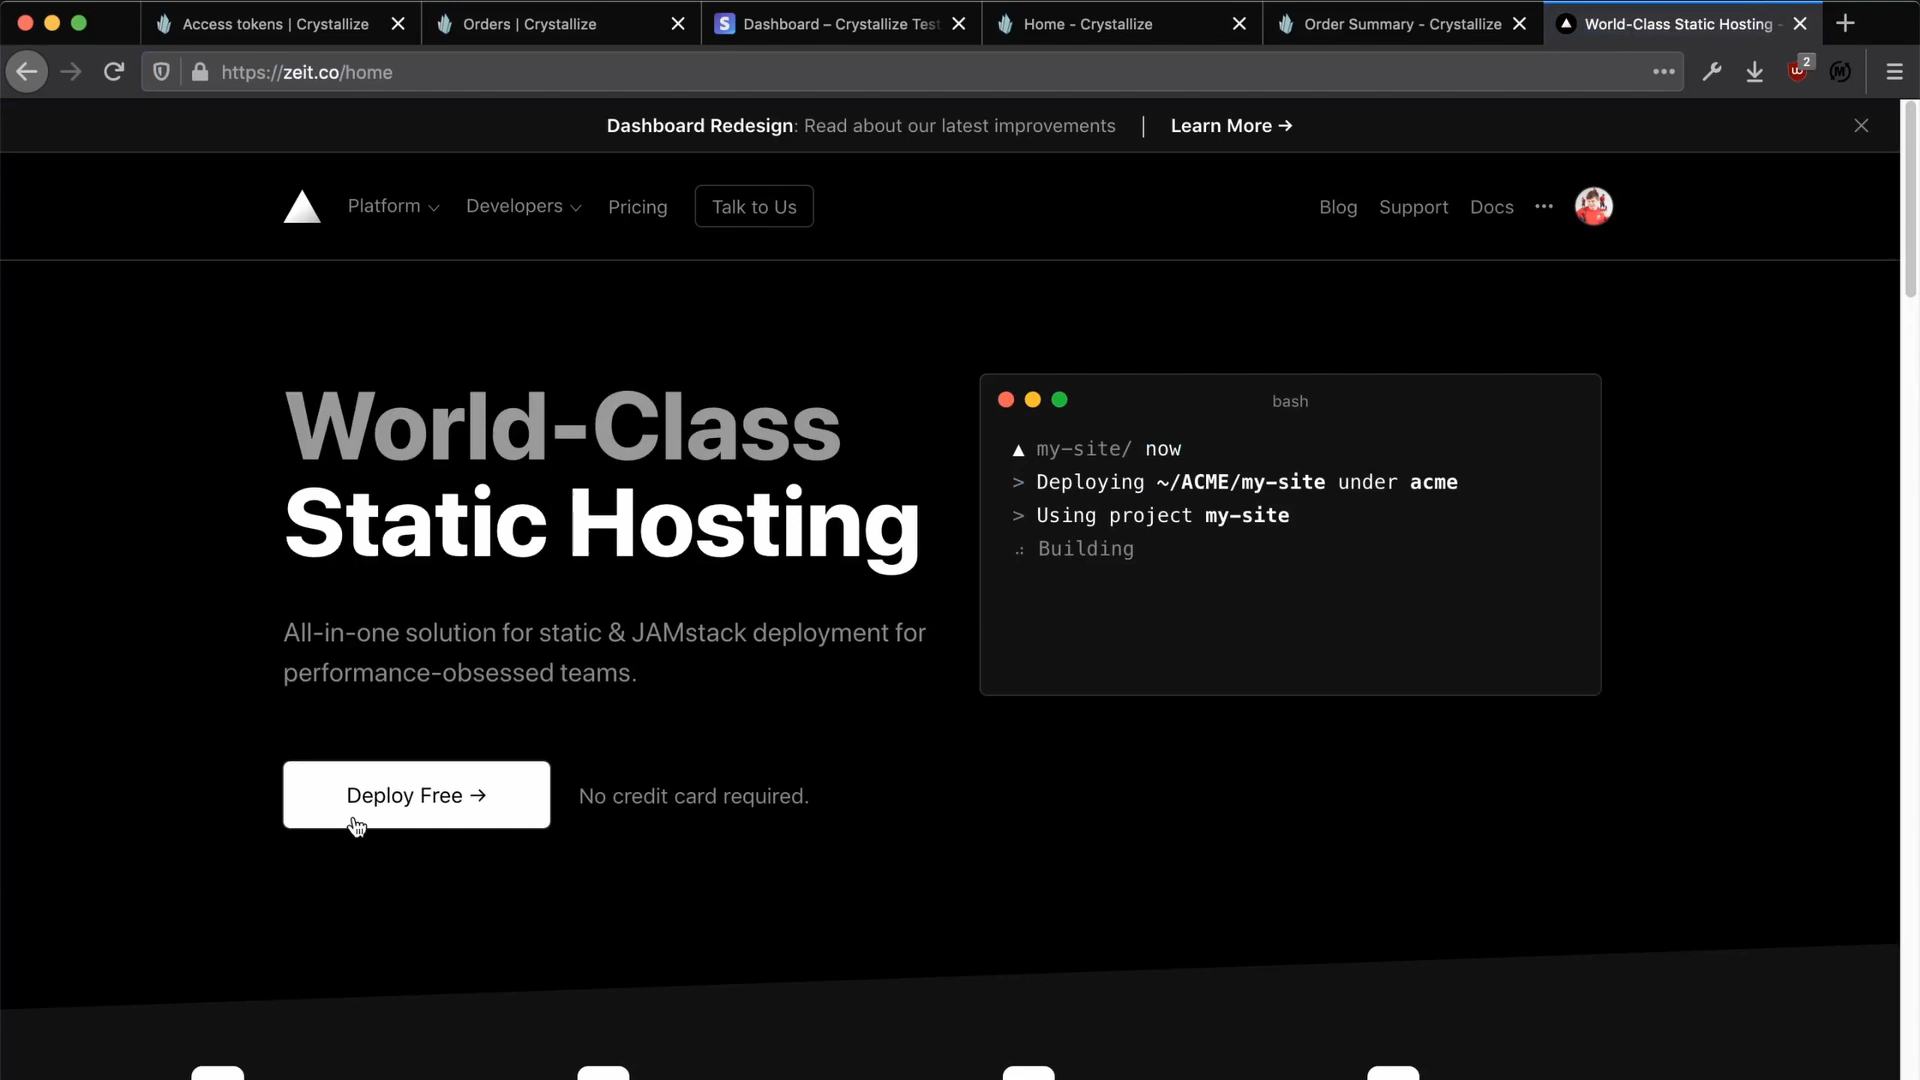 Access tokens | Crystallize
Orders | Crystallize
S Dashboard – Crystallize Test
Home - Crystallize
Order Summary - Crystallize
World-Class Static Hosting -
https://zeit.co/home
2
Dashboard Redesign: Read about our latest improvements | Learn More →
Platform
Developers
Pricing
Talk to Us
Blog
Support
Docs
World-Class
Static Hosting
All-in-one solution for static & JAMstack deployment for
performance-obsessed teams.
Deploy Free →
No credit card required.
bash
▲ my-site/ now
> Deploying ~/ACME/my-site under acme
> Using project my-site
Building